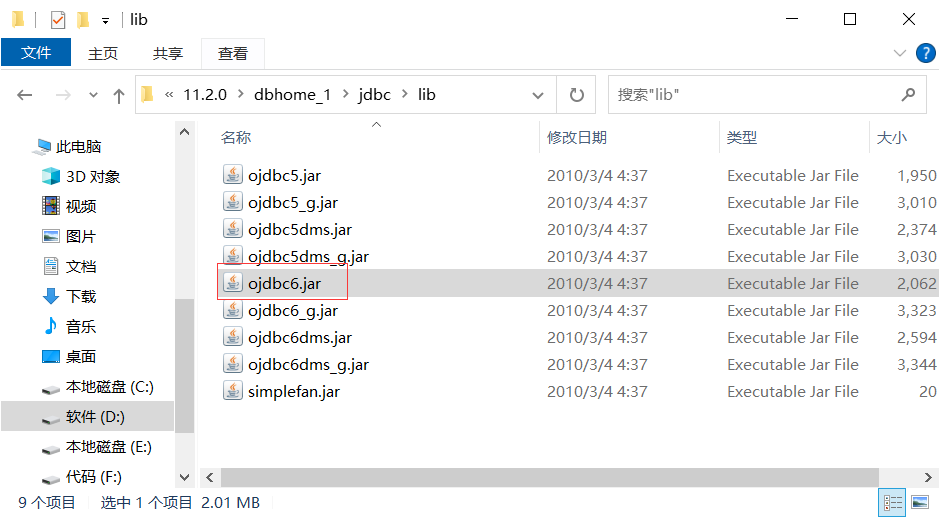 lib
文件 主页 共享 查看
« 11.2.0 > dbhome_1 > jdbc > lib 搜索"lib"
名称 修改日期 类型 大小
此电脑
3D 对象
视频
图片
文档
下载
音乐
桌面
本地磁盘 (C:)
软件 (D:)
本地磁盘 (E:)
代码 (F:)
ojdbc5.jar 2010/3/4 4:37 Executable Jar File 1,950
ojdbc5_g.jar 2010/3/4 4:37 Executable Jar File 3,010
ojdbc5dms.jar 2010/3/4 4:37 Executable Jar File 2,374
ojdbc5dms_g.jar 2010/3/4 4:37 Executable Jar File 3,030
ojdbc6.jar 2010/3/4 4:37 Executable Jar File 2,062
ojdbc6_g.jar 2010/3/4 4:37 Executable Jar File 3,323
ojdbc6dms.jar 2010/3/4 4:37 Executable Jar File 2,594
ojdbc6dms_g.jar 2010/3/4 4:37 Executable Jar File 3,344
simplefan.jar 2010/3/4 4:37 Executable Jar File 20
9 个项目 选中 1 个项目 2.01 MB